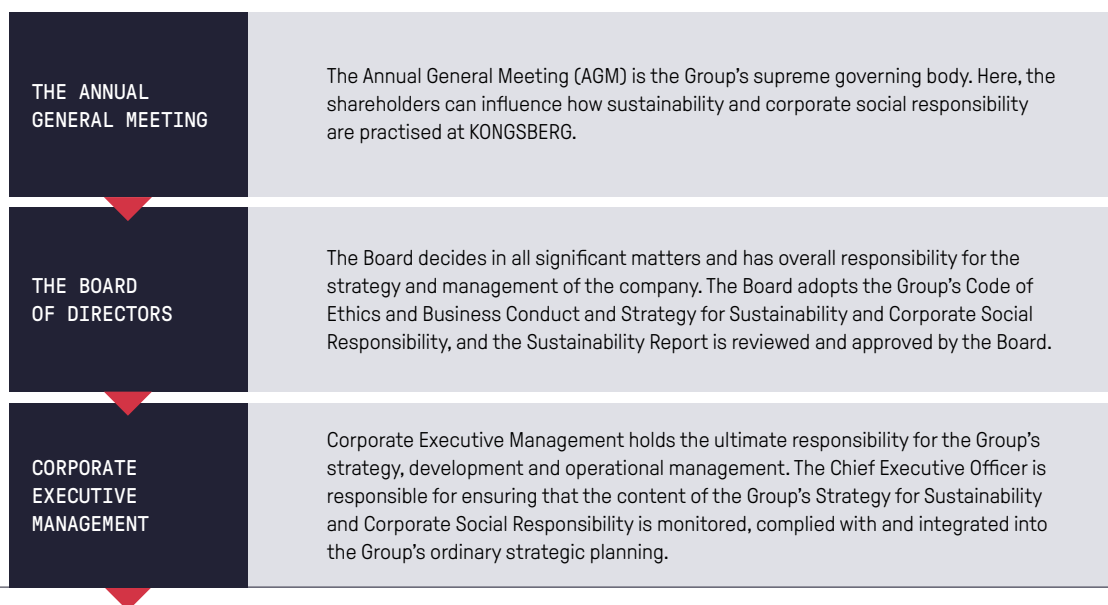 THE ANNUAL
GENERAL MEETING
The Annual General Meeting (AGM) is the Group's supreme governing body. Here, the
shareholders can influence how sustainability and corporate social responsibility
are practised at KONGSBERG.
THE BOARD
OF DIRECTORS
The Board decides in all significant matters and has overall responsibility for the
strategy and management of the company. The Board adopts the Group's Code of
Ethics and Business Conduct and Strategy for Sustainability and Corporate Social
Responsibility, and the Sustainability Report is reviewed and approved by the Board.
CORPORATE
EXECUTIVE
MANAGEMENT
Corporate Executive Management holds the ultimate responsibility for the Group's
strategy, development and operational management. The Chief Executive Officer is
responsible for ensuring that the content of the Group's Strategy for Sustainability
and Corporate Social Responsibility is monitored, complied with and integrated into
the Group's ordinary strategic planning.